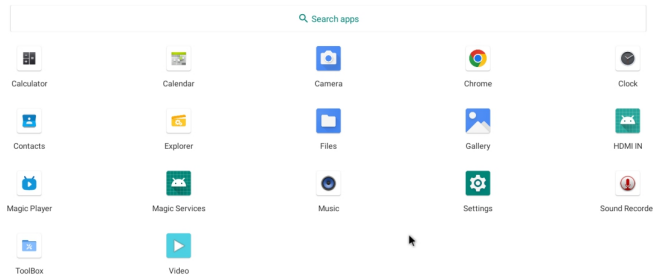 Search apps
Calculator
Calendar
Camera
Chrome
Clock
Contacts
Explorer
Files
Gallery
HDMI IN
Magic Player
Magic Services
Music
Settings
Sound Recorde
ToolBox
Video